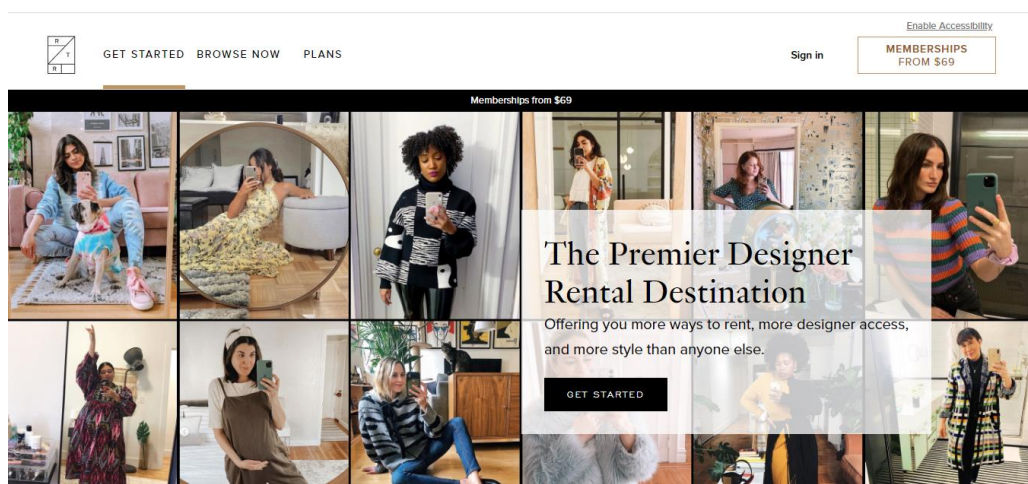 Enable Accessibility
R
T
R
GET STARTED BROWSE NOW PLANS
Sign in
MEMBERSHIPS
FROM $69
Memberships from $69
The Premier Designer
Rental Destination
Offering you more ways to rent, more designer access,
and more style than anyone else.
GET STARTED